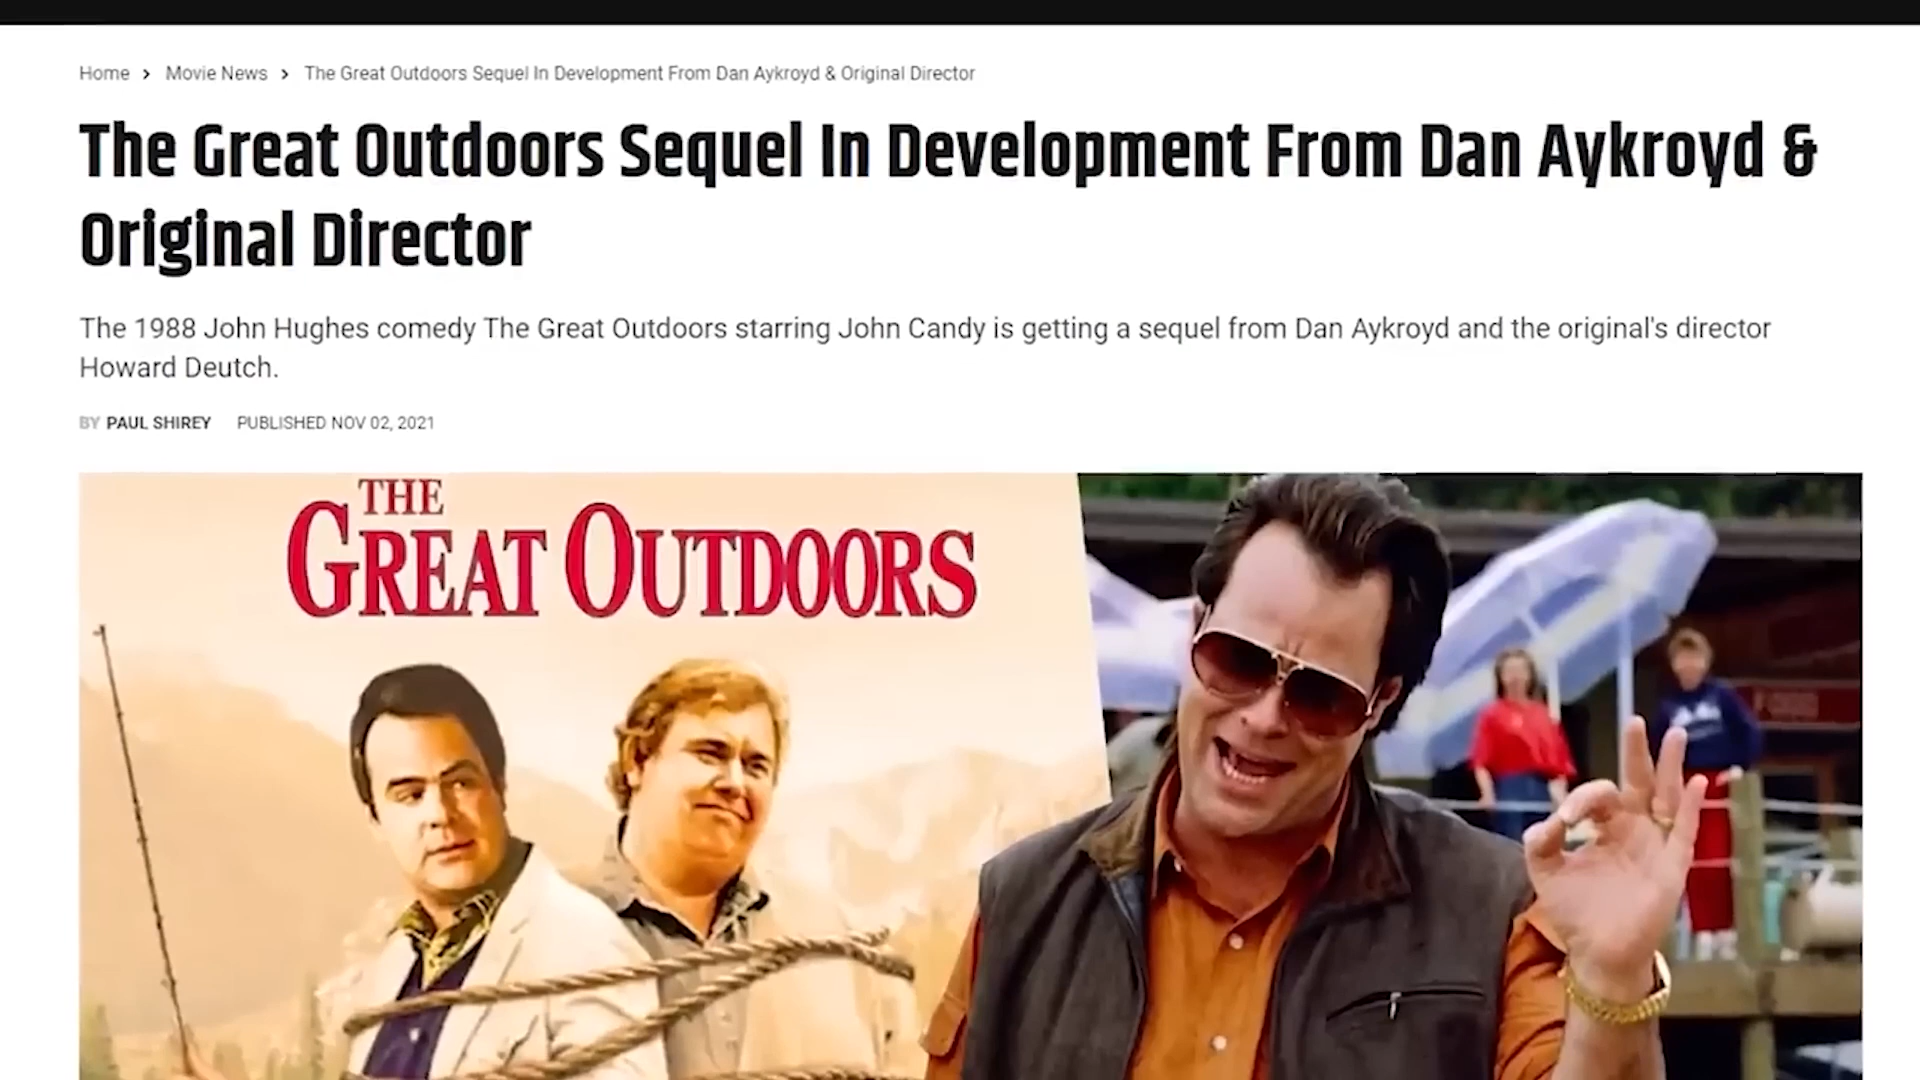 Home > Movie News > The Great Outdoors Sequel In Development From Dan Aykroyd & Original Director
The Great Outdoors Sequel In Development From Dan Aykroyd &
Original Director
The 1988 John Hughes comedy The Great Outdoors starring John Candy is getting a sequel from Dan Aykroyd and the original's director
Howard Deutch.
BY PAUL SHIREY PUBLISHED NOV 02, 2021
THE
GREAT OUTDOORS